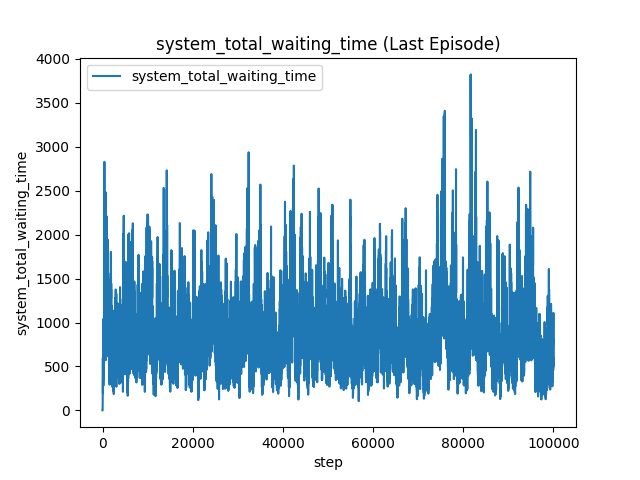 system_total_waiting_time (Last Episode)
system_total_waiting_time
system_total_waiting_time
4000
3500
3000
2500
2000
1500
1000
500
0
0 20000 40000 60000 80000 100000
step